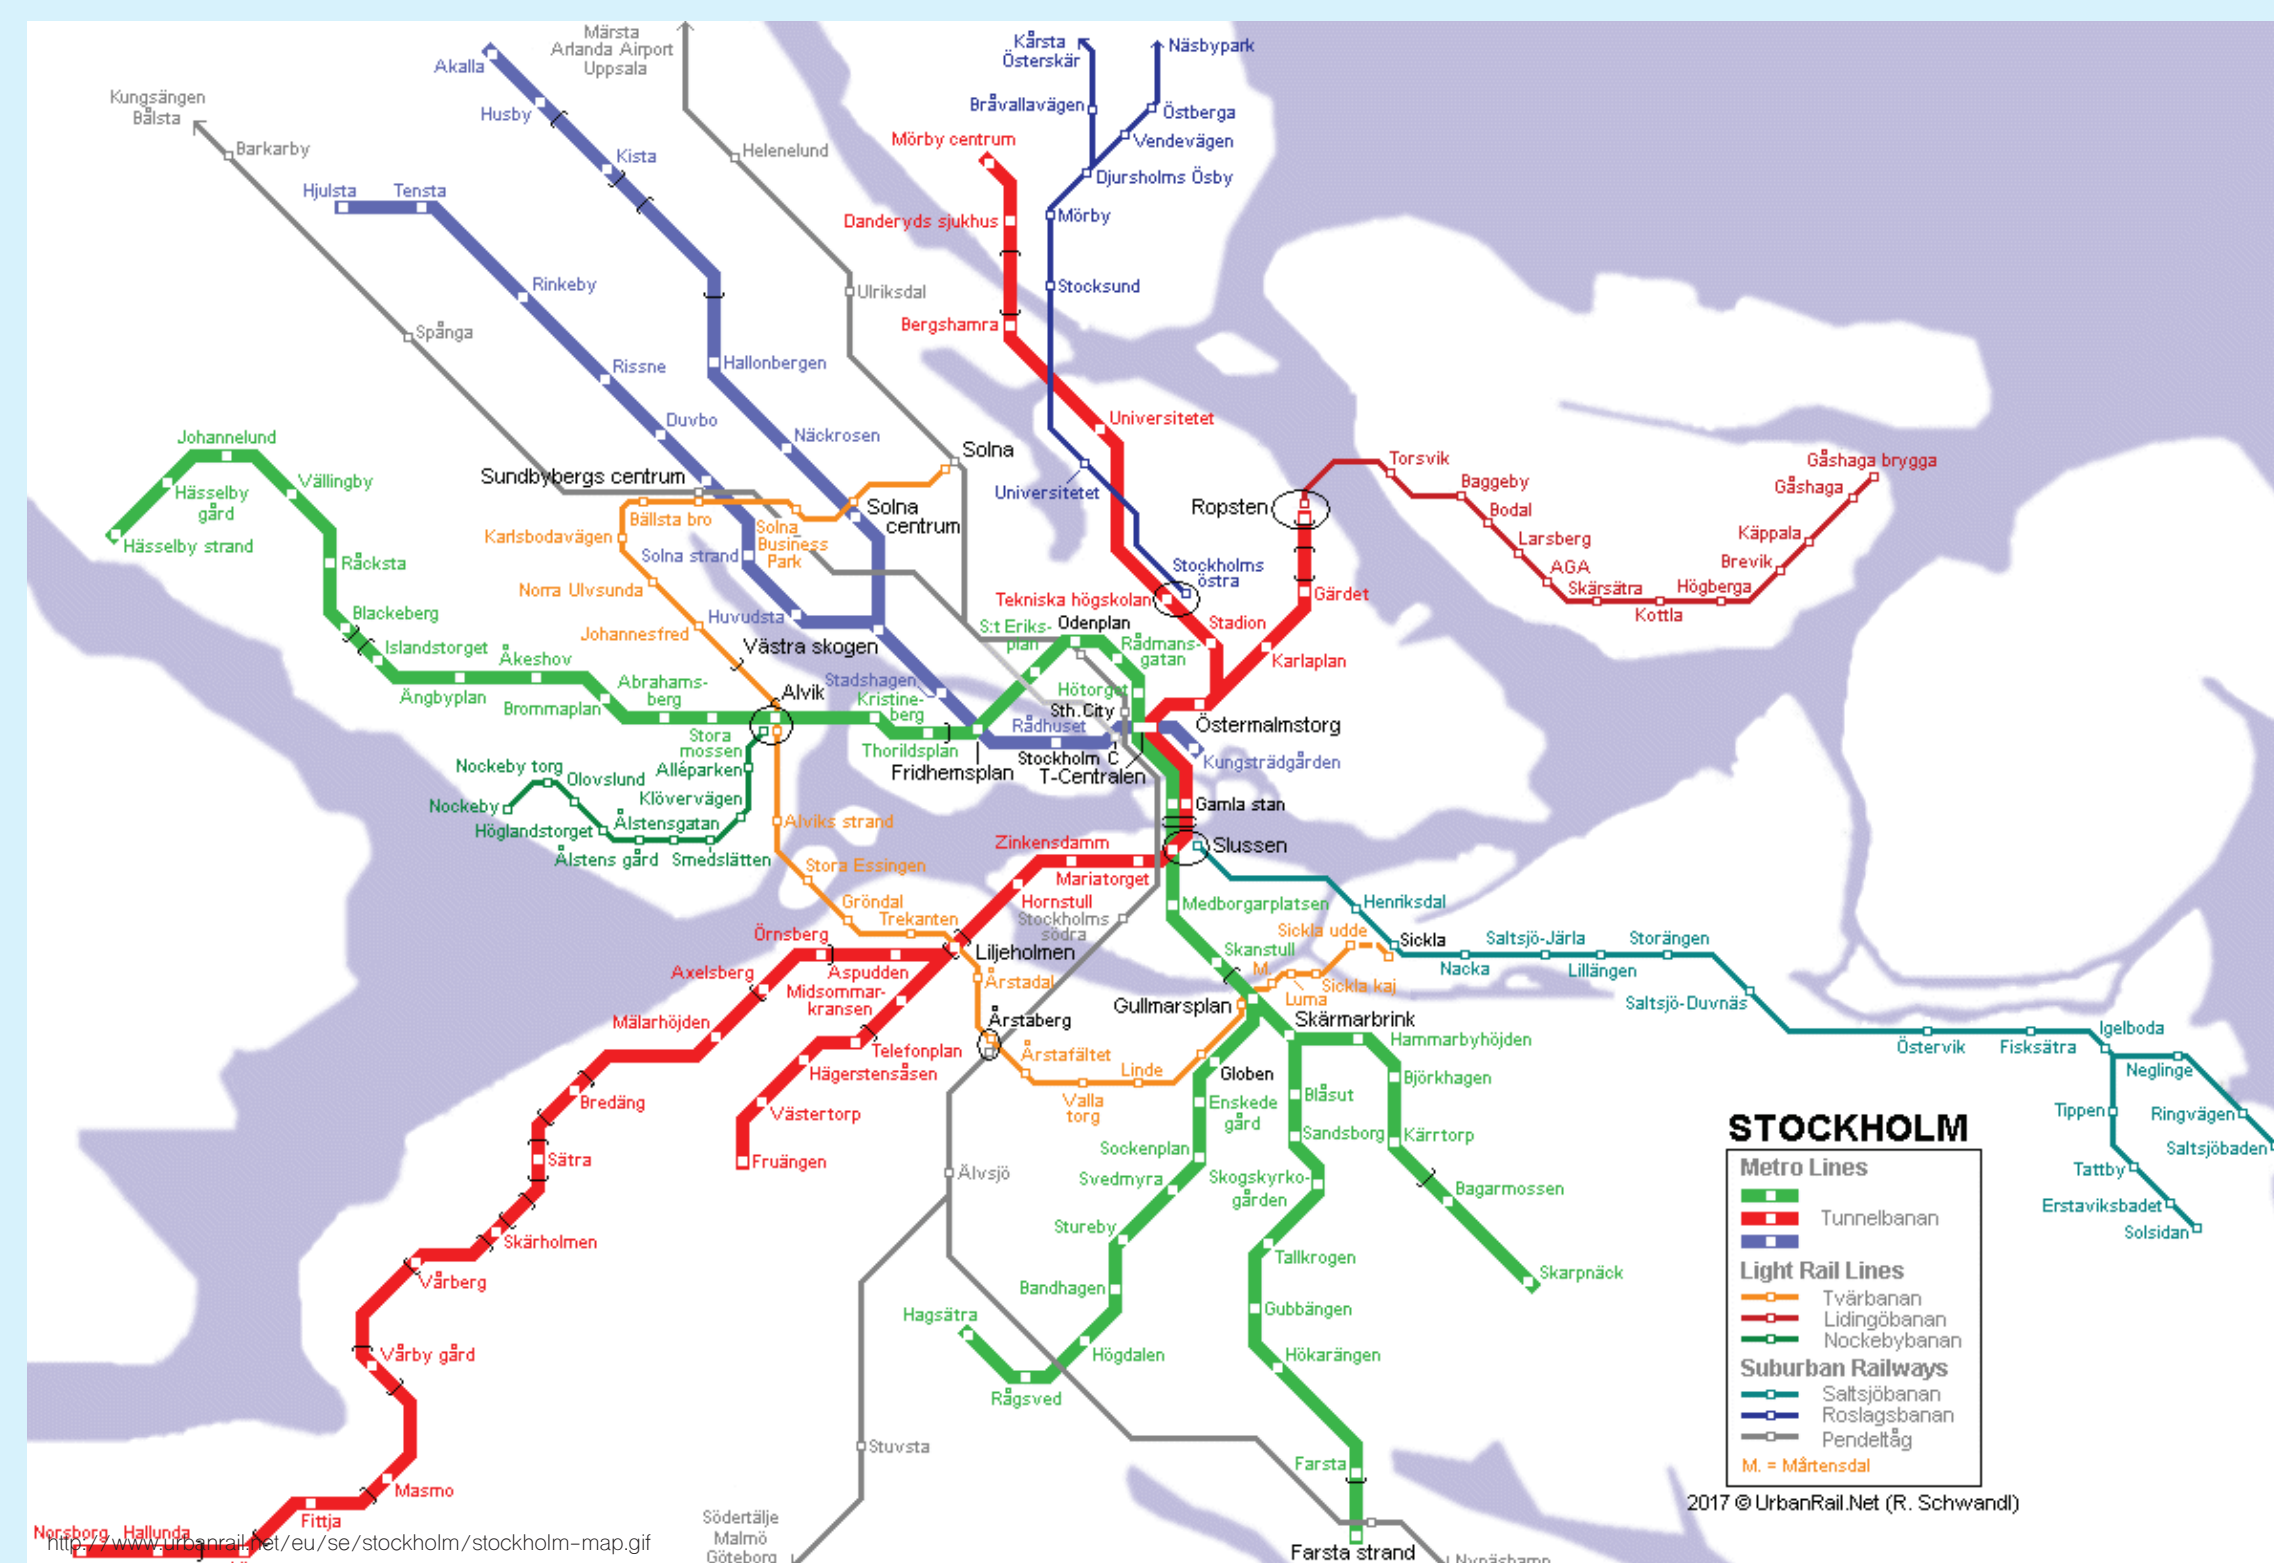 Märsta
Arlanda Airport
Uppsala
Kårsta
Österskär
Näsbypark
Akalla
Kungsängen
Bålsta
Husby
Bråvallavägen
Östberga
Vendevägen
Mörby centrum
Barkarby
Helenelund
Kista
Djursholms Ösby
Hjulsta
Tensta
Danderyds sjukhus
Mörby
Rinkeby
Ulriksdal
Stocksund
Spånga
Bergshamra
Rissne
Hallonbergen
Duvbo
Näckrosen
Universitetet
Johannelund
Solna
Torsvik
Gåshaga brygga
Sundbybergs centrum
Vällingby
Hässelby
gård
Universitetet
Baggeby
Gåshaga
Ropsten
Bodal
Solna
centrum
Bällsta bro
Solna
Business
Park
Karlsbodavägen
Hässelby strand
Larsberg
Käppala
Solna strand
Råcksta
Stockholms
östra
AGA
Brevik
Norra Ulvsunda
Skärsätra
Högberga
Tekniska högskolan
Gärdet
Kottla
Blackeberg
Huvudsta
Johannesfred
S:t Eriks-
plan
Odenplan
Stadion
Rådmans-
gatan
Islandstorget
Åkeshov
Västra skogen
Karlaplan
Ängbyplan
Brommaplan
Abrahams-
berg
Alvik
Stadshagen
Kristine-
berg
Hötorget
Sth.City
Rådhuset
Östermalmstorg
Stora
mossen
Thorildsplan
Stockholm C
Kungsträdgården
Fridhemsplan
T-Centralen
Nockeby torg
Olovslund
Alléparken
Nockeby
Klövervägen
Gamla stan
Höglandstorget
Ålstensgatan
Alviks strand
Ålstens gård
Smedslätten
Zinkensdamm
Slussen
Stora Essingen
Mariatorget
Hornstull
Henriksdal
Gröndal
Trekanten
Stockholms
södra
Medborgarplatsen
Örnsberg
Sickla udde
Sickla
Saltsjö-Järla
Storängen
Liljeholmen
Skanstull
Axelsberg
Aspudden
M.
Nacka
Lillängen
Årstadal
Sickla kaj
Midsommar-
kransen
Luma
Saltsjö-Duvnäs
Gullmarsplan
Mälarhöjden
Årstaberg
Skärmarbrink
Igelboda
Telefonplan
Årstafältet
Hammarbyhöjden
Östervik
Fisksätra
Hägerstensåsen
Linde
Globen
Björkhagen
Neglinge
Bredäng
Västertorp
Valla
torg
Enskede
gård
Blåsut
Tippen
Ringvägen
Sandsborg
Kärrtorp
Sockenplan
Saltsjöbaden
Sätra
Fruängen
Älvsjö
Svedmyra
Skogskyrko-
gården
Bagarmossen
Tattby
Erstaviksbadet
Stureby
Solsidan
Skärholmen
Tallkrogen
Skarpnäck
Vårberg
Bandhagen
Gubbängen
Hagsätra
Vårby gård
Högdalen
Hökarängen
Rågsved
Stuvsta
Farsta
Masmo
Fittja
Södertälje
Malmö
Göteborg
Norsborg
Hallunda
Farsta strand
STOCKHOLM
Metro Lines
Tunnelbanan
Light Rail Lines
Tvärbanan
Lidingöbanan
Nockebybanan
Suburban Railways
Saltsjöbanan
Roslagsbanan
Pendeltåg
M. = Mårtensdal
2017 © UrbanRail.Net (R. Schwandl)
http://www.urbanrail.net/eu/se/stockholm/stockholm-map.gif